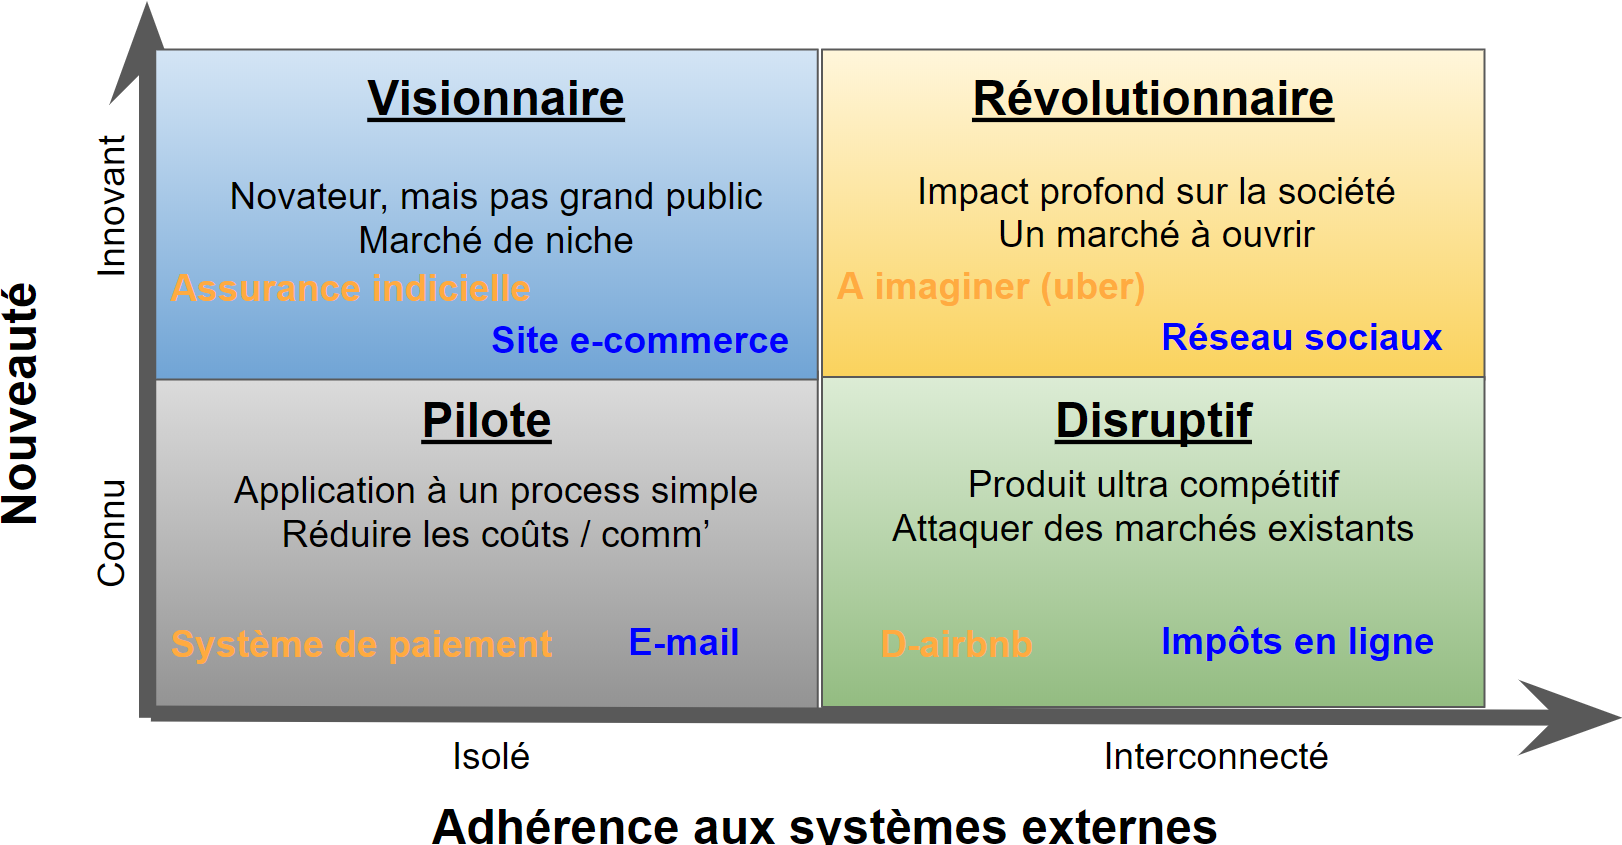 Nouveauté
Innovant
Connu
Visionnaire
Novateur, mais pas grand public
Marché de niche
Assurance indicielle
Site e-commerce
Révolutionnaire
Impact profond sur la société
Un marché à ouvrir
A imaginer (uber)
Réseau sociaux
Pilote
Application à un process simple
Réduire les coûts / comm’
Système de paiement
E-mail
Disruptif
Produit ultra compétitif
Attaquer des marchés existants
D-airbnb
Impôts en ligne
Isolé
Interconnecté
Adhérence aux systèmes externes